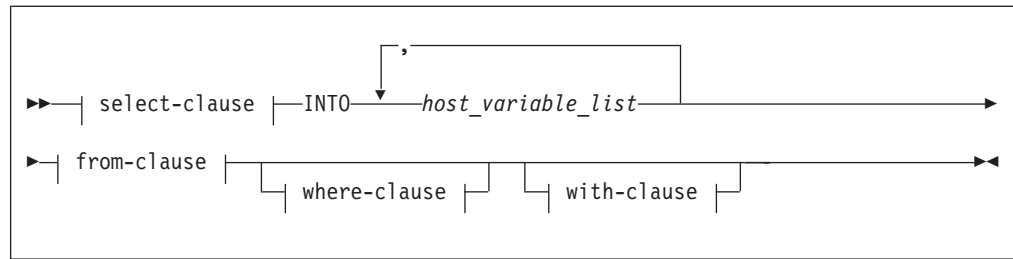 ,
select-clause INTO host_variable_list
from-clause
where-clause with-clause